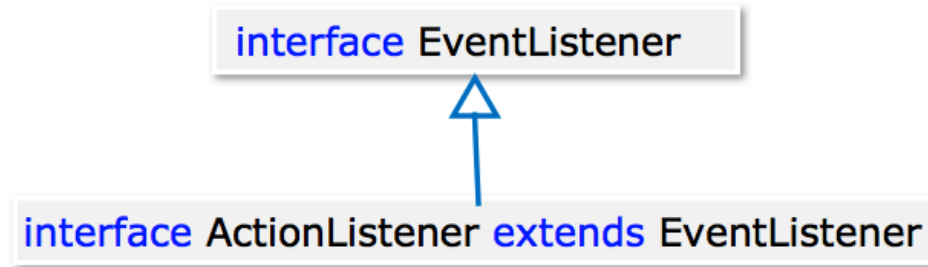 interface EventListener
interface ActionListener extends EventListener